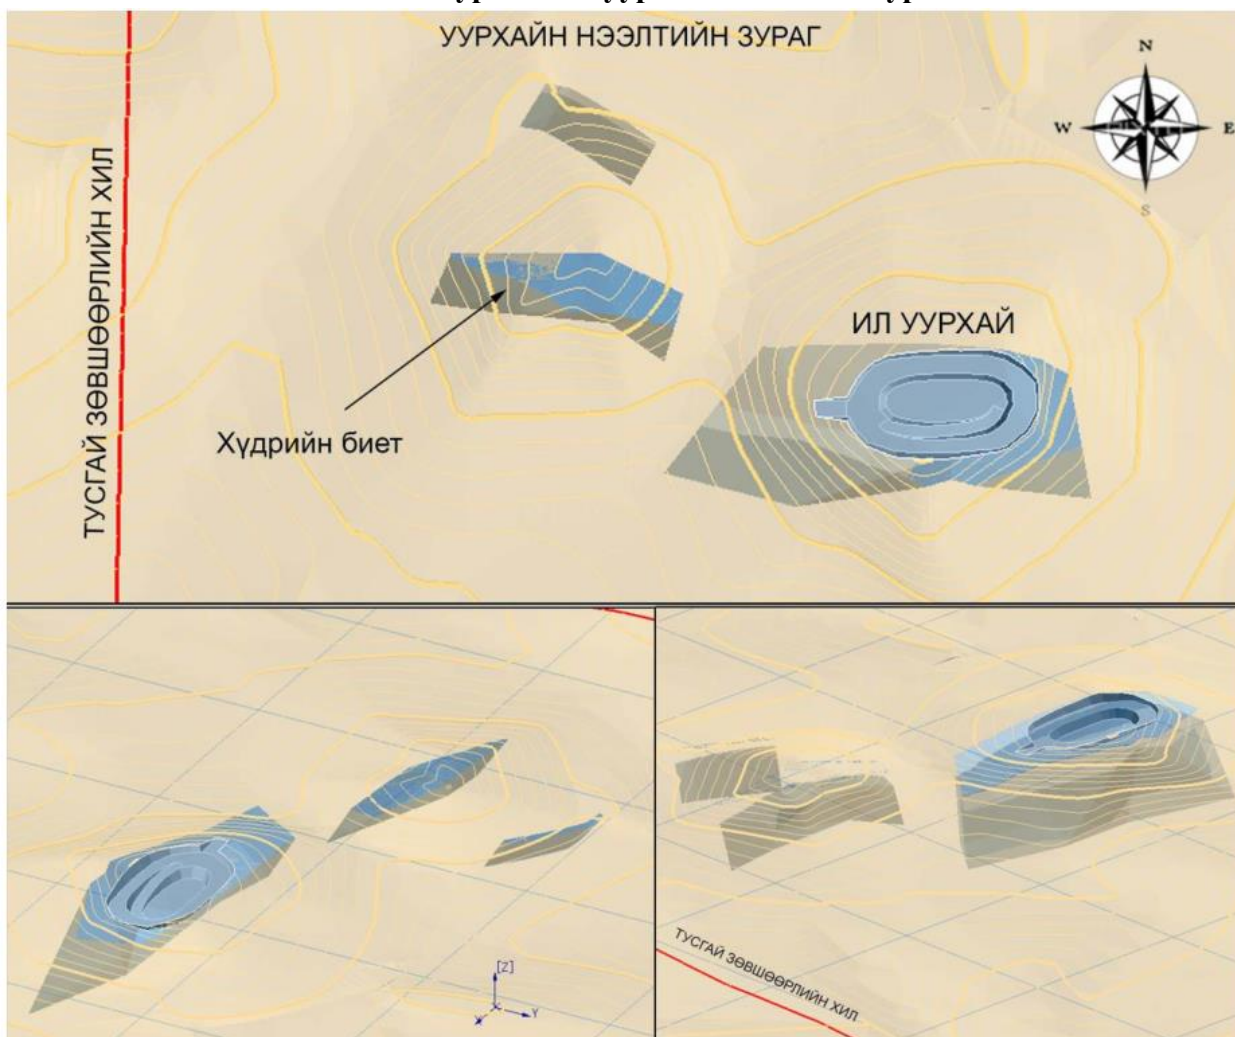 УУРХАЙН НЭЭЛТИЙН ЗУРАГ
N
W
E
S
ТУСГАЙ ЗӨВШӨӨРЛИЙН ХИЛ
ИЛ УУРХАЙ
Хүдрийн биет
[Z]
X
Y
ТУСГАЙ ЗӨВШӨӨРЛИЙН ХИЛ